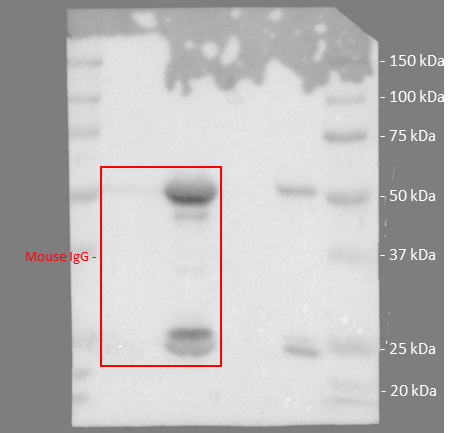 - 150 kDa
- 100 kDa
- 75 kDa
- 50 kDa
Mouse IgG -
- 37 kDa
- 25 kDa
- 20 kDa